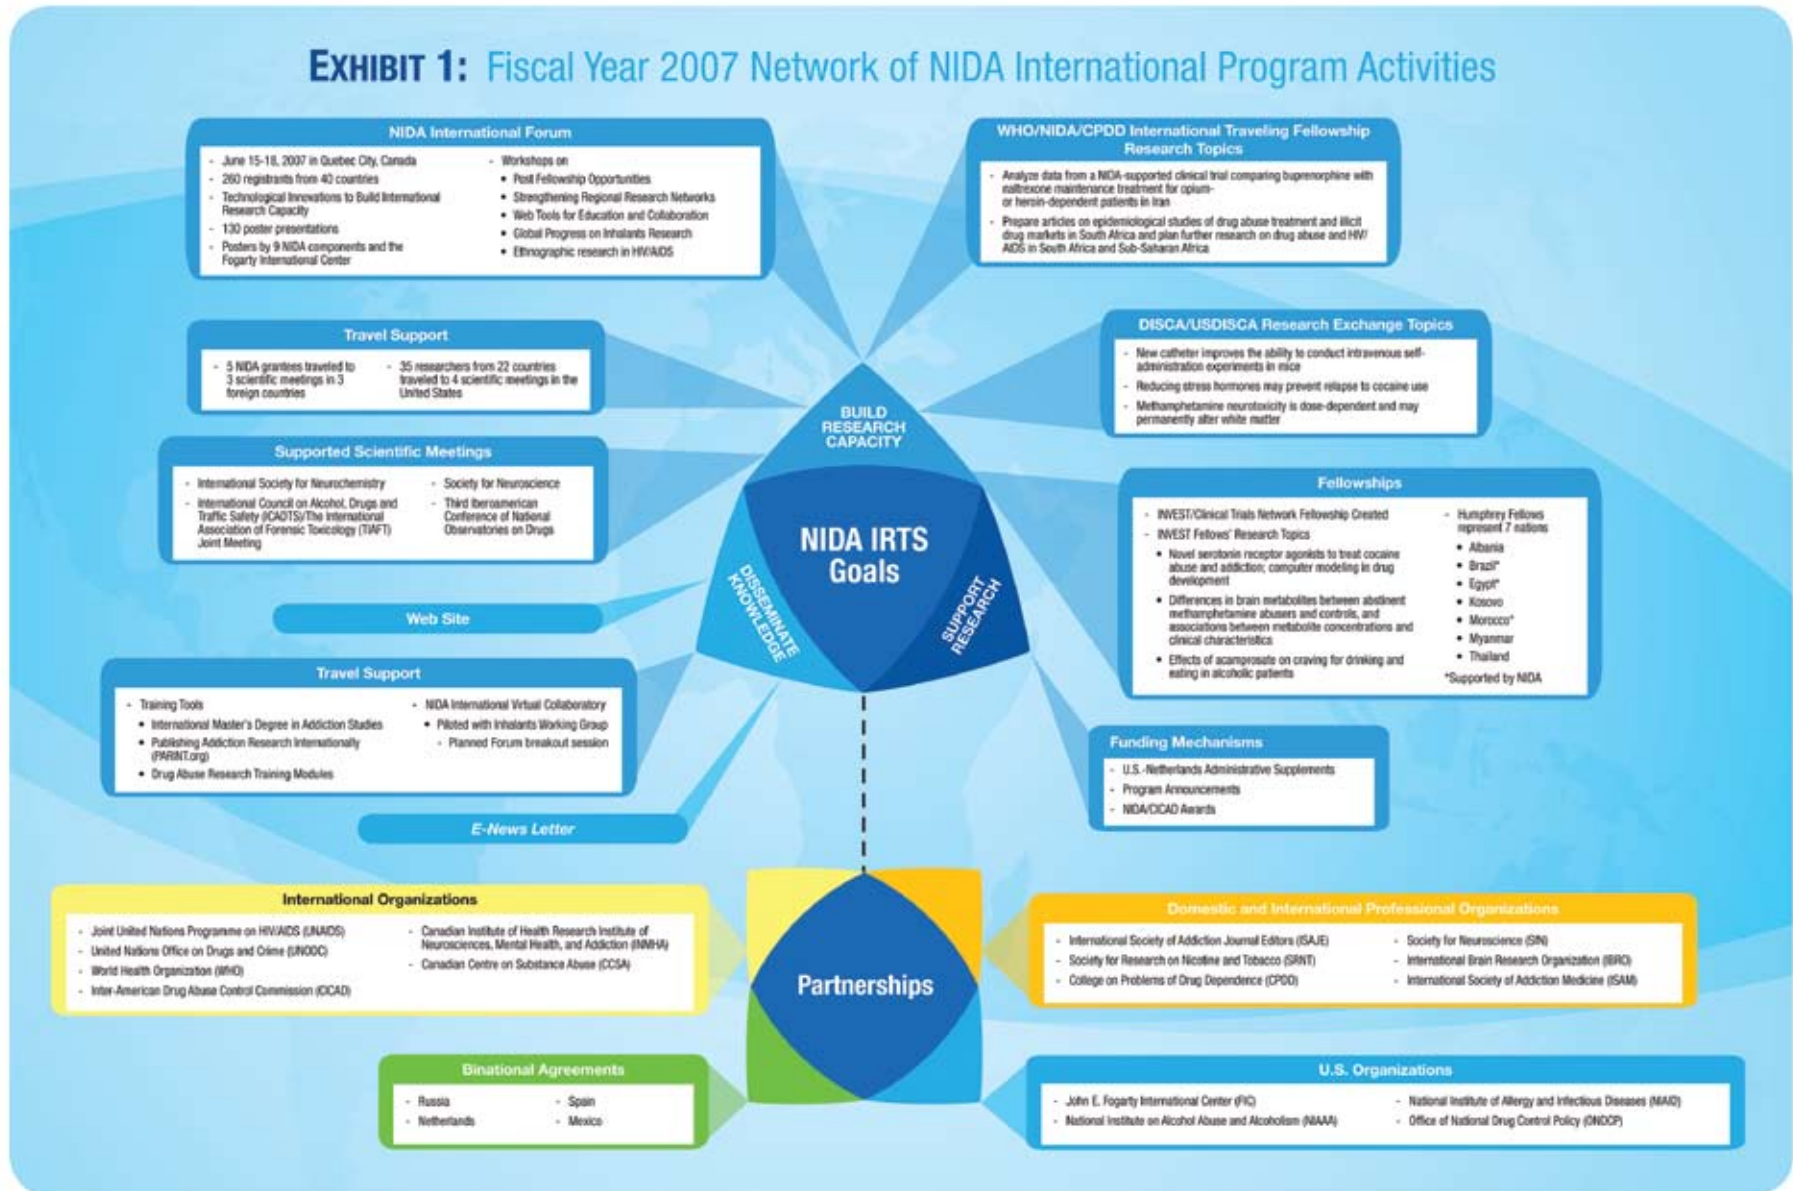 EXHIBIT 1: Fiscal Year 2007 Network of NIDA International Program Activities
NIDA International Forum
- June 15-18, 2007 in Quebec City, Canada
- 260 registrants from 40 countries
- Technological Innovations to Build International
Research Capacity
- 130 poster presentations
- Posters by 9 NIDA components and the
Fogarty International Center
- Workshops on
• Post Fellowship Opportunities
• Strengthening Regional Research Networks
• Web Tools for Education and Collaboration
• Global Progress on Inhalants Research
• Ethnographic research in HIV/AIDS
WHO/NIDA/CPDD International Traveling Fellowship
Research Topics
- Analyze data from a NIDA-supported clinical trial comparing buprenorphine with
naltrexone maintenance treatment for opium-
or heroin-dependent patients in Iran
- Prepare articles on epidemiological studies of drug abuse treatment and illicit
drug markets in South Africa and plan further research on drug abuse and HIV/
AIDS in South Africa and Sub-Saharan Africa
Travel Support
- 5 NIDA grantees traveled to
3 scientific meetings in 3
foreign countries
- 35 researchers from 22 countries
traveled to 4 scientific meetings in the
United States
DISCA/USDISCA Research Exchange Topics
- New catheter improves the ability to conduct intravenous self-
administration experiments in mice
- Reducing stress hormones may prevent relapse to cocaine use
- Methamphetamine neurotoxicity is dose-dependent and may
permanently alter white matter
Supported Scientific Meetings
- International Society for Neurochemistry
- International Council on Alcohol, Drugs and
Traffic Safety (ICADTS)/The International
Association of Forensic Toxicology (TIAFT)
Joint Meeting
- Society for Neuroscience
- Third Iberoamerican
Conference of National
Observatories on Drugs
Fellowships
- INVEST/Clinical Trials Network Fellowship Created
- INVEST Fellows' Research Topics
• Novel serotonin receptor agonists to treat cocaine
abuse and addiction; computer modeling in drug
development
• Differences in brain metabolites between abstinent
methamphetamine abusers and controls, and
associations between metabolite concentrations and
clinical characteristics
• Effects of acamprosate on craving for drinking and
eating in alcoholic patients
- Humphrey Fellows
represent 7 nations
• Albania
• Brazil*
• Egypt*
• Kosovo
• Morocco*
• Myanmar
• Thailand
*Supported by NIDA
BUILD
RESEARCH
CAPACITY
NIDA IRTS
Goals
DISSEMINATE
KNOWLEDGE
SUPPORT
RESEARCH
Web Site
Travel Support
- Training Tools
• International Master's Degree in Addiction Studies
• Publishing Addiction Research Internationally
(PARINT.org)
• Drug Abuse Research Training Modules
- NIDA International Virtual Collaboratory
• Piloted with Inhalants Working Group
- Planned Forum breakout session
Funding Mechanisms
- U.S.-Netherlands Administrative Supplements
- Program Announcements
- NIDA/CICAD Awards
E-News Letter
International Organizations
- Joint United Nations Programme on HIV/AIDS (UNAIDS)
- United Nations Office on Drugs and Crime (UNODC)
- World Health Organization (WHO)
- Inter-American Drug Abuse Control Commission (CICAD)
- Canadian Institute of Health Research Institute of
Neurosciences, Mental Health, and Addiction (INMHA)
- Canadian Centre on Substance Abuse (CCSA)
Partnerships
Domestic and International Professional Organizations
- International Society of Addiction Journal Editors (ISAJE)
- Society for Research on Nicotine and Tobacco (SRNT)
- College on Problems of Drug Dependence (CPDD)
- Society for Neuroscience (SfN)
- International Brain Research Organization (IBRO)
- International Society of Addiction Medicine (ISAM)
Binational Agreements
- Russia
- Netherlands
- Spain
- Mexico
U.S. Organizations
- John E. Fogarty International Center (FIC)
- National Institute on Alcohol Abuse and Alcoholism (NIAAA)
- National Institute of Allergy and Infectious Diseases (NIAID)
- Office of National Drug Control Policy (ONDCP)